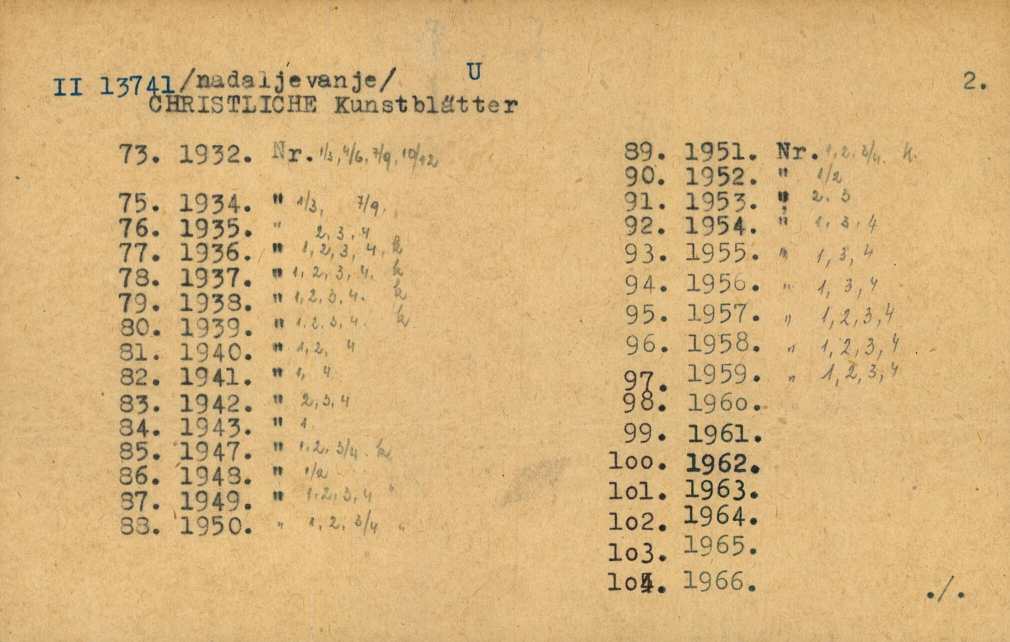 II 13741 /nadaljevanje/ U 2.
CHRISTLICHE Kunstblätter
73. 1932. Nr. 1/3, 4/6, 7/9, 10/12
75. 1934. " 1/3, 7/9.
76. 1935. " 2, 3, 4
77. 1936. " 1, 2, 3, 4. k
78. 1937. " 1, 2, 3, 4. k
79. 1938. " 1, 2, 3, 4. k
80. 1939. " 1, 2, 3, 4. k
81. 1940. " 1, 2, 4
82. 1941. " 1, 4
83. 1942. " 2, 3, 4
84. 1943. " 1
85. 1947. " 1, 2, 3/4. k
86. 1948. " 1/2
87. 1949. " 1, 2, 3, 4
88. 1950. " 1, 2, 3/4 "
89. 1951. Nr. 1, 2, 3/4. k.
90. 1952. " 1/2
91. 1953. " 2. 3
92. 1954. " 1, 3, 4
93. 1955. " 1, 3, 4
94. 1956. " 1, 3, 4
95. 1957. " 1, 2, 3, 4
96. 1958. " 1, 2, 3, 4
97. 1959. " 1, 2, 3, 4
98. 196o.
99. 1961.
loo. 1962.
lol. 1963.
lo2. 1964.
lo3. 1965.
lo4. 1966.
./.